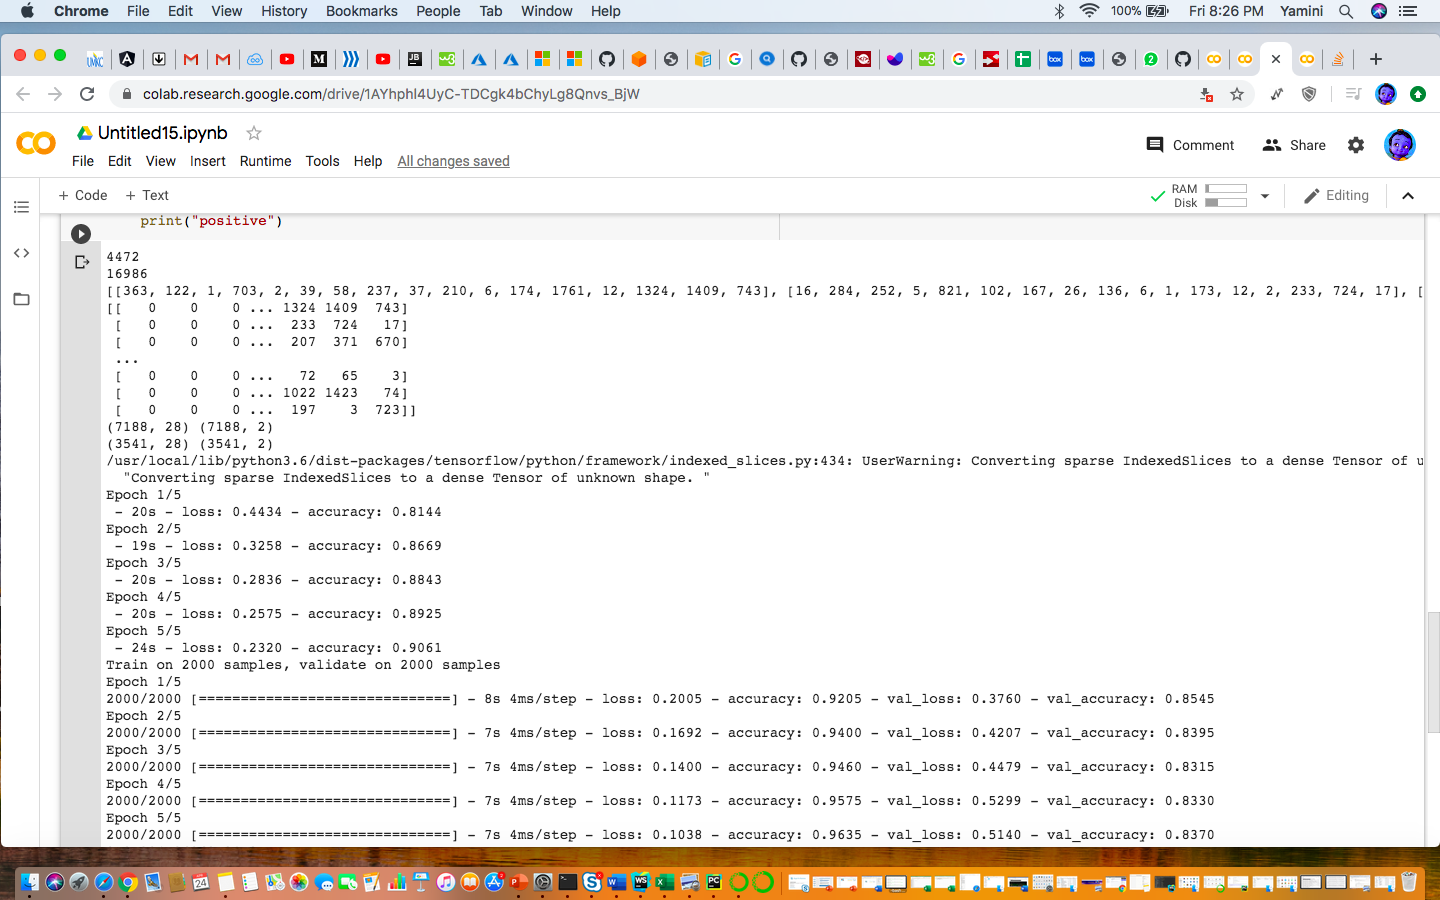 Chrome File Edit View History Bookmarks People Tab Window Help 100% Fri 8:26 PM Yamini
colab.research.google.com/drive/1AYhphI4UyC-TDCgk4bChyLg8Qnvs_BjW
Untitled15.ipynb
Comment Share
File Edit View Insert Runtime Tools Help All changes saved
+ Code + Text
RAM
Disk
Editing
print("positive")
4472
16986
[[363, 122, 1, 703, 2, 39, 58, 237, 37, 210, 6, 174, 1761, 12, 1324, 1409, 743], [16, 284, 252, 5, 821, 102, 167, 26, 136, 6, 1, 173, 12, 2, 233, 724, 17], [
[[ 0 0 0 ... 1324 1409 743]
[ 0 0 0 ... 233 724 17]
[ 0 0 0 ... 207 371 670]
...
[ 0 0 0 ... 72 65 3]
[ 0 0 0 ... 1022 1423 74]
[ 0 0 0 ... 197 3 723]]
(7188, 28) (7188, 2)
(3541, 28) (3541, 2)
/usr/local/lib/python3.6/dist-packages/tensorflow/python/framework/indexed_slices.py:434: UserWarning: Converting sparse IndexedSlices to a dense Tensor of u
"Converting sparse IndexedSlices to a dense Tensor of unknown shape. "
Epoch 1/5
- 20s - loss: 0.4434 - accuracy: 0.8144
Epoch 2/5
- 19s - loss: 0.3258 - accuracy: 0.8669
Epoch 3/5
- 20s - loss: 0.2836 - accuracy: 0.8843
Epoch 4/5
- 20s - loss: 0.2575 - accuracy: 0.8925
Epoch 5/5
- 24s - loss: 0.2320 - accuracy: 0.9061
Train on 2000 samples, validate on 2000 samples
Epoch 1/5
2000/2000 [==============================] - 8s 4ms/step - loss: 0.2005 - accuracy: 0.9205 - val_loss: 0.3760 - val_accuracy: 0.8545
Epoch 2/5
2000/2000 [==============================] - 7s 4ms/step - loss: 0.1692 - accuracy: 0.9400 - val_loss: 0.4207 - val_accuracy: 0.8395
Epoch 3/5
2000/2000 [==============================] - 7s 4ms/step - loss: 0.1400 - accuracy: 0.9460 - val_loss: 0.4479 - val_accuracy: 0.8315
Epoch 4/5
2000/2000 [==============================] - 7s 4ms/step - loss: 0.1173 - accuracy: 0.9575 - val_loss: 0.5299 - val_accuracy: 0.8330
Epoch 5/5
2000/2000 [==============================] - 7s 4ms/step - loss: 0.1038 - accuracy: 0.9635 - val_loss: 0.5140 - val_accuracy: 0.8370